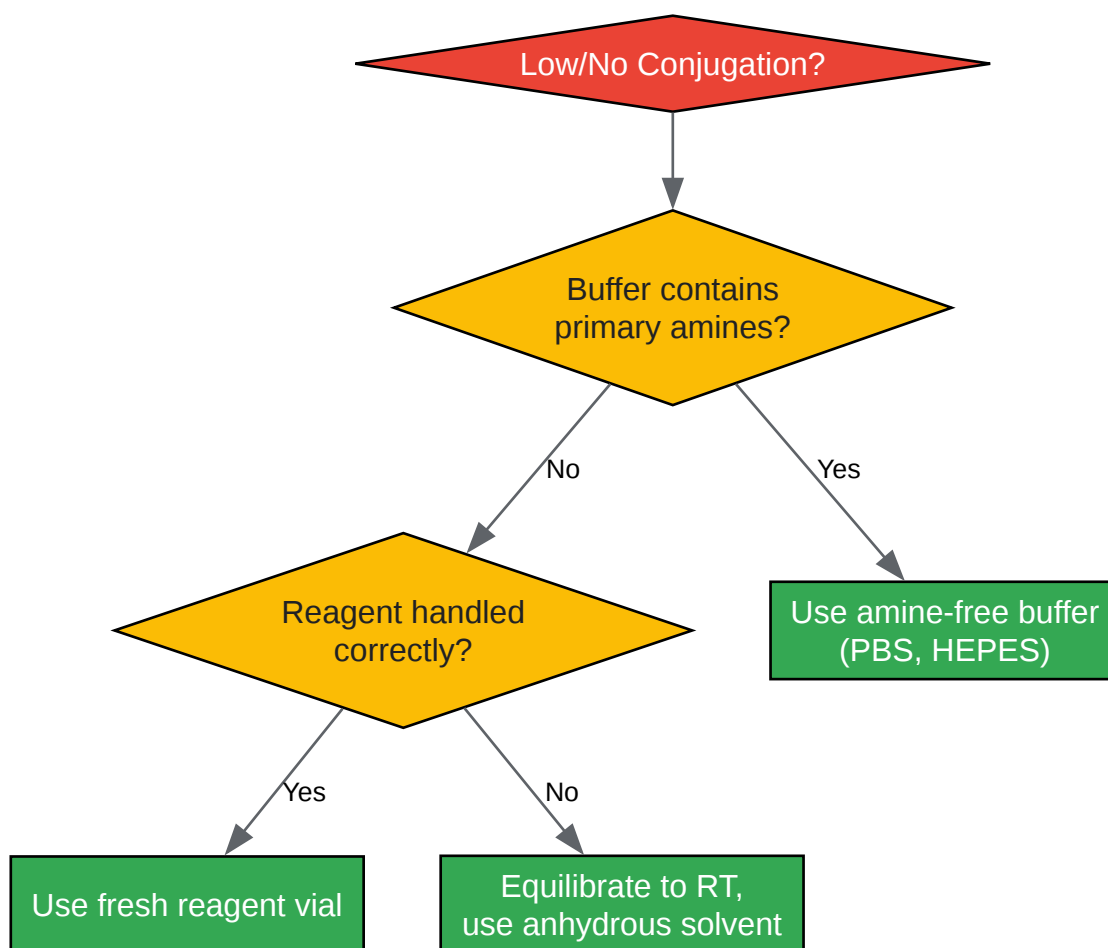 Low/No Conjugation?
Buffer contains
primary amines?
No
Yes
Reagent handled
correctly?
Use amine-free buffer
(PBS, HEPES)
Yes
No
Use fresh reagent vial
Equilibrate to RT,
use anhydrous solvent